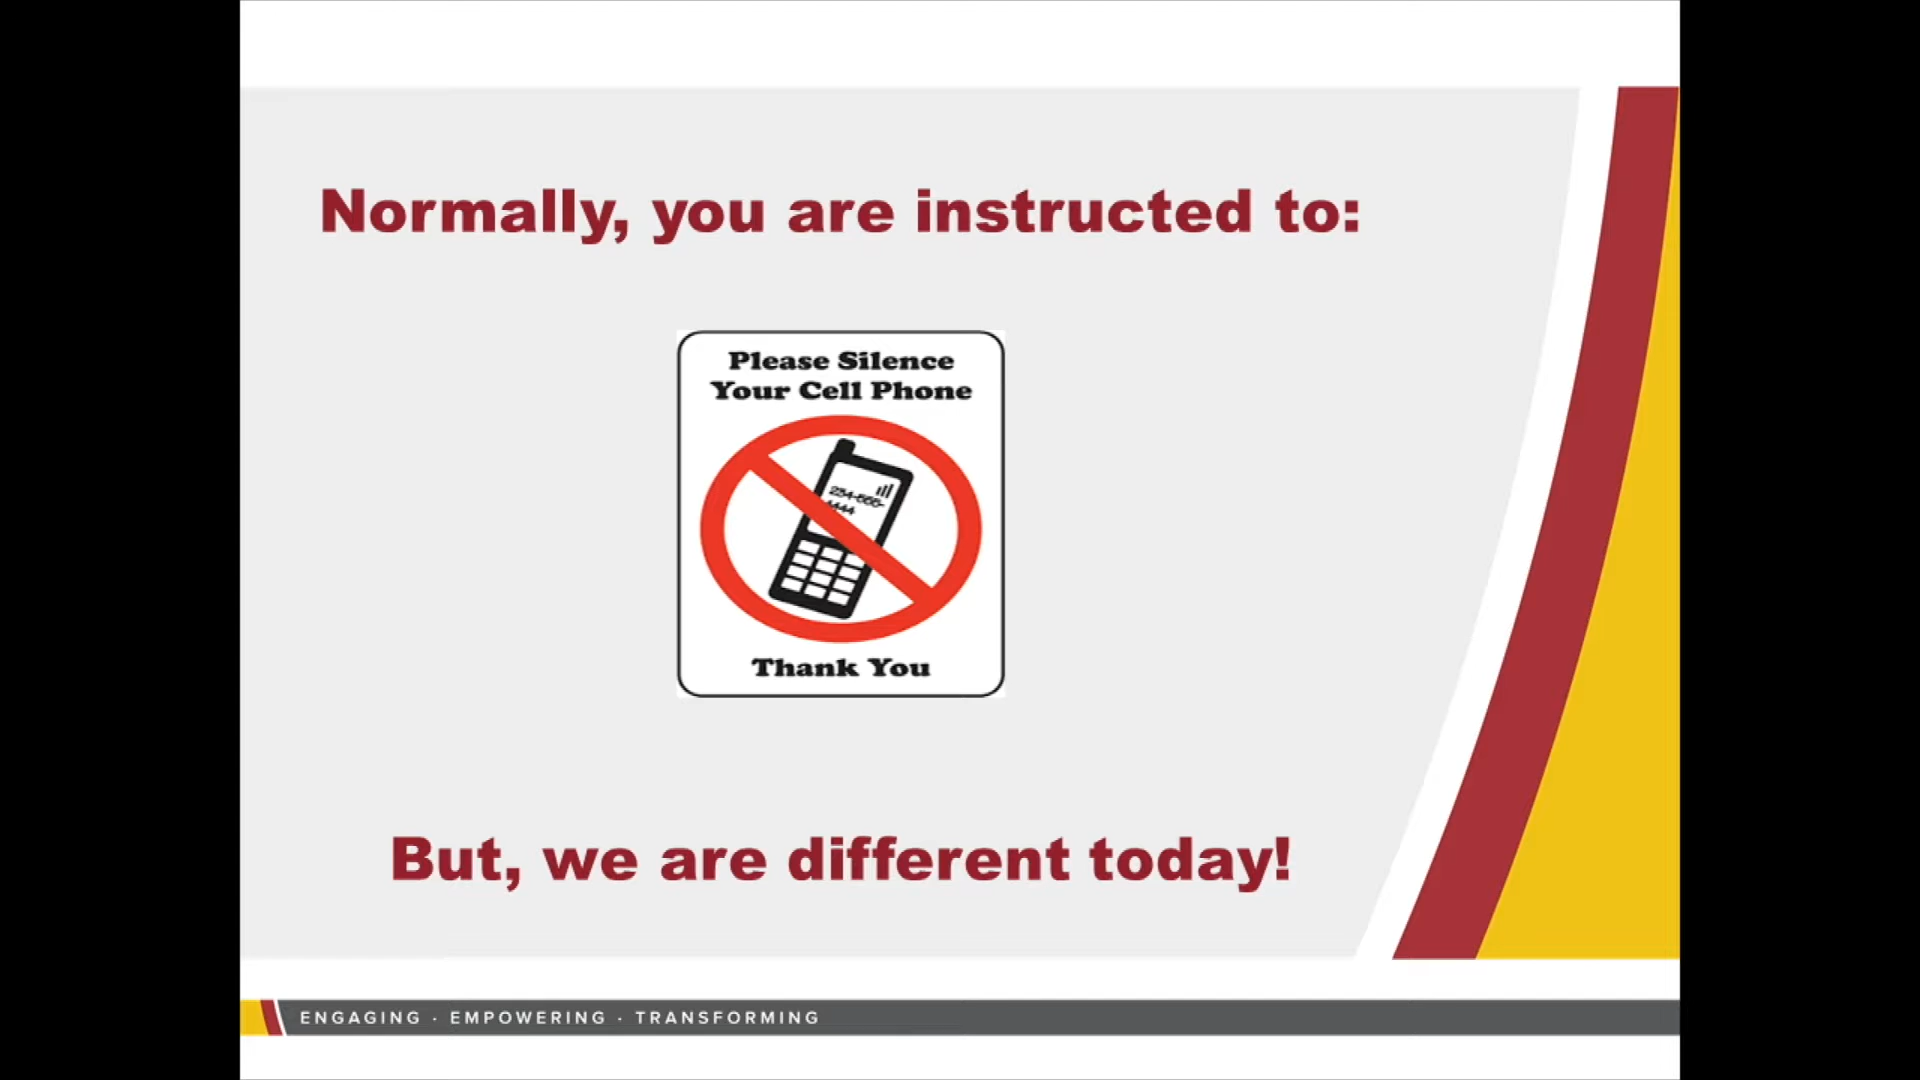 Normally, you are instructed to:
Please Silence
Your Cell Phone
Thank You
But, we are different today!
ENGAGING · EMPOWERING · TRANSFORMING